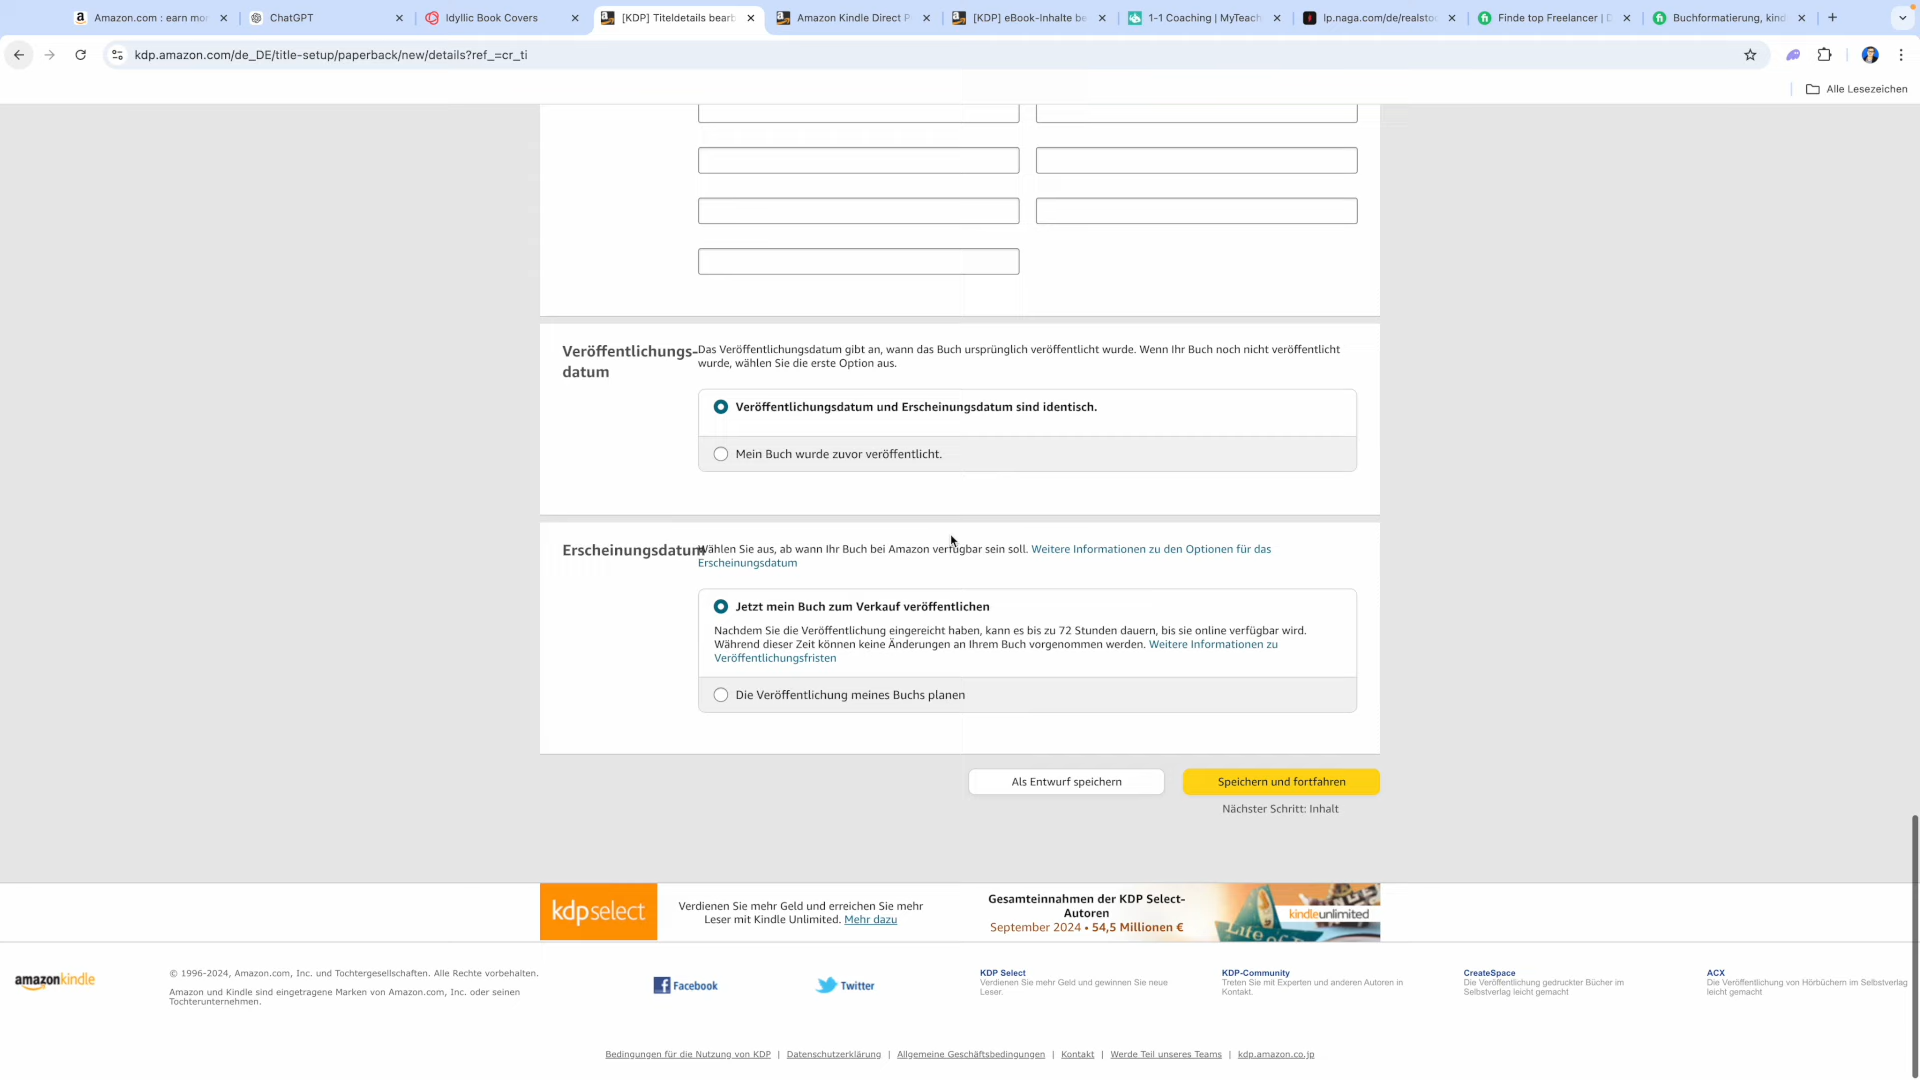 Amazon.com : earn mo
ChatGPT
Idyllic Book Covers
[KDP] Titeldetails bearb
Amazon Kindle Direct P
[KDP] eBook-Inhalte be
1-1 Coaching | MyTeach
lp.naga.com/de/realsto
Finde top Freelancer | D
Buchformatierung, kind
kdp.amazon.com/de_DE/title-setup/paperback/new/details?ref_=cr_ti
Alle Lesezeichen
Veröffentlichungs-
datum
Das Veröffentlichungsdatum gibt an, wann das Buch ursprünglich veröffentlicht wurde. Wenn Ihr Buch noch nicht veröffentlicht
wurde, wählen Sie die erste Option aus.
Veröffentlichungsdatum und Erscheinungsdatum sind identisch.
Mein Buch wurde zuvor veröffentlicht.
Erscheinungsdatum
Wählen Sie aus, ab wann Ihr Buch bei Amazon verfügbar sein soll. Weitere Informationen zu den Optionen für das
Erscheinungsdatum
Jetzt mein Buch zum Verkauf veröffentlichen
Nachdem Sie die Veröffentlichung eingereicht haben, kann es bis zu 72 Stunden dauern, bis sie online verfügbar wird.
Während dieser Zeit können keine Änderungen an Ihrem Buch vorgenommen werden. Weitere Informationen zu
Veröffentlichungsfristen
Die Veröffentlichung meines Buchs planen
Als Entwurf speichern
Speichern und fortfahren
Nächster Schritt: Inhalt
kdpselect
Verdienen Sie mehr Geld und erreichen Sie mehr
Leser mit Kindle Unlimited. Mehr dazu
Gesamteinnahmen der KDP Select-
Autoren
September 2024 • 54,5 Millionen €
kindleunlimited
Life of
amazonkindle
© 1996-2024, Amazon.com, Inc. und Tochtergesellschaften. Alle Rechte vorbehalten.
Amazon und Kindle sind eingetragene Marken von Amazon.com, Inc. oder seinen
Tochterunternehmen.
Facebook
Twitter
KDP Select
Verdienen Sie mehr Geld und gewinnen Sie neue
Leser.
KDP-Community
Treten Sie mit Experten und anderen Autoren in
Kontakt.
CreateSpace
Die Veröffentlichung gedruckter Bücher im
Selbstverlag leicht gemacht
ACX
Die Veröffentlichung von Hörbüchern im Selbstverlag
leicht gemacht
Bedingungen für die Nutzung von KDP | Datenschutzerklärung | Allgemeine Geschäftsbedingungen | Kontakt | Werde Teil unseres Teams | kdp.amazon.co.jp